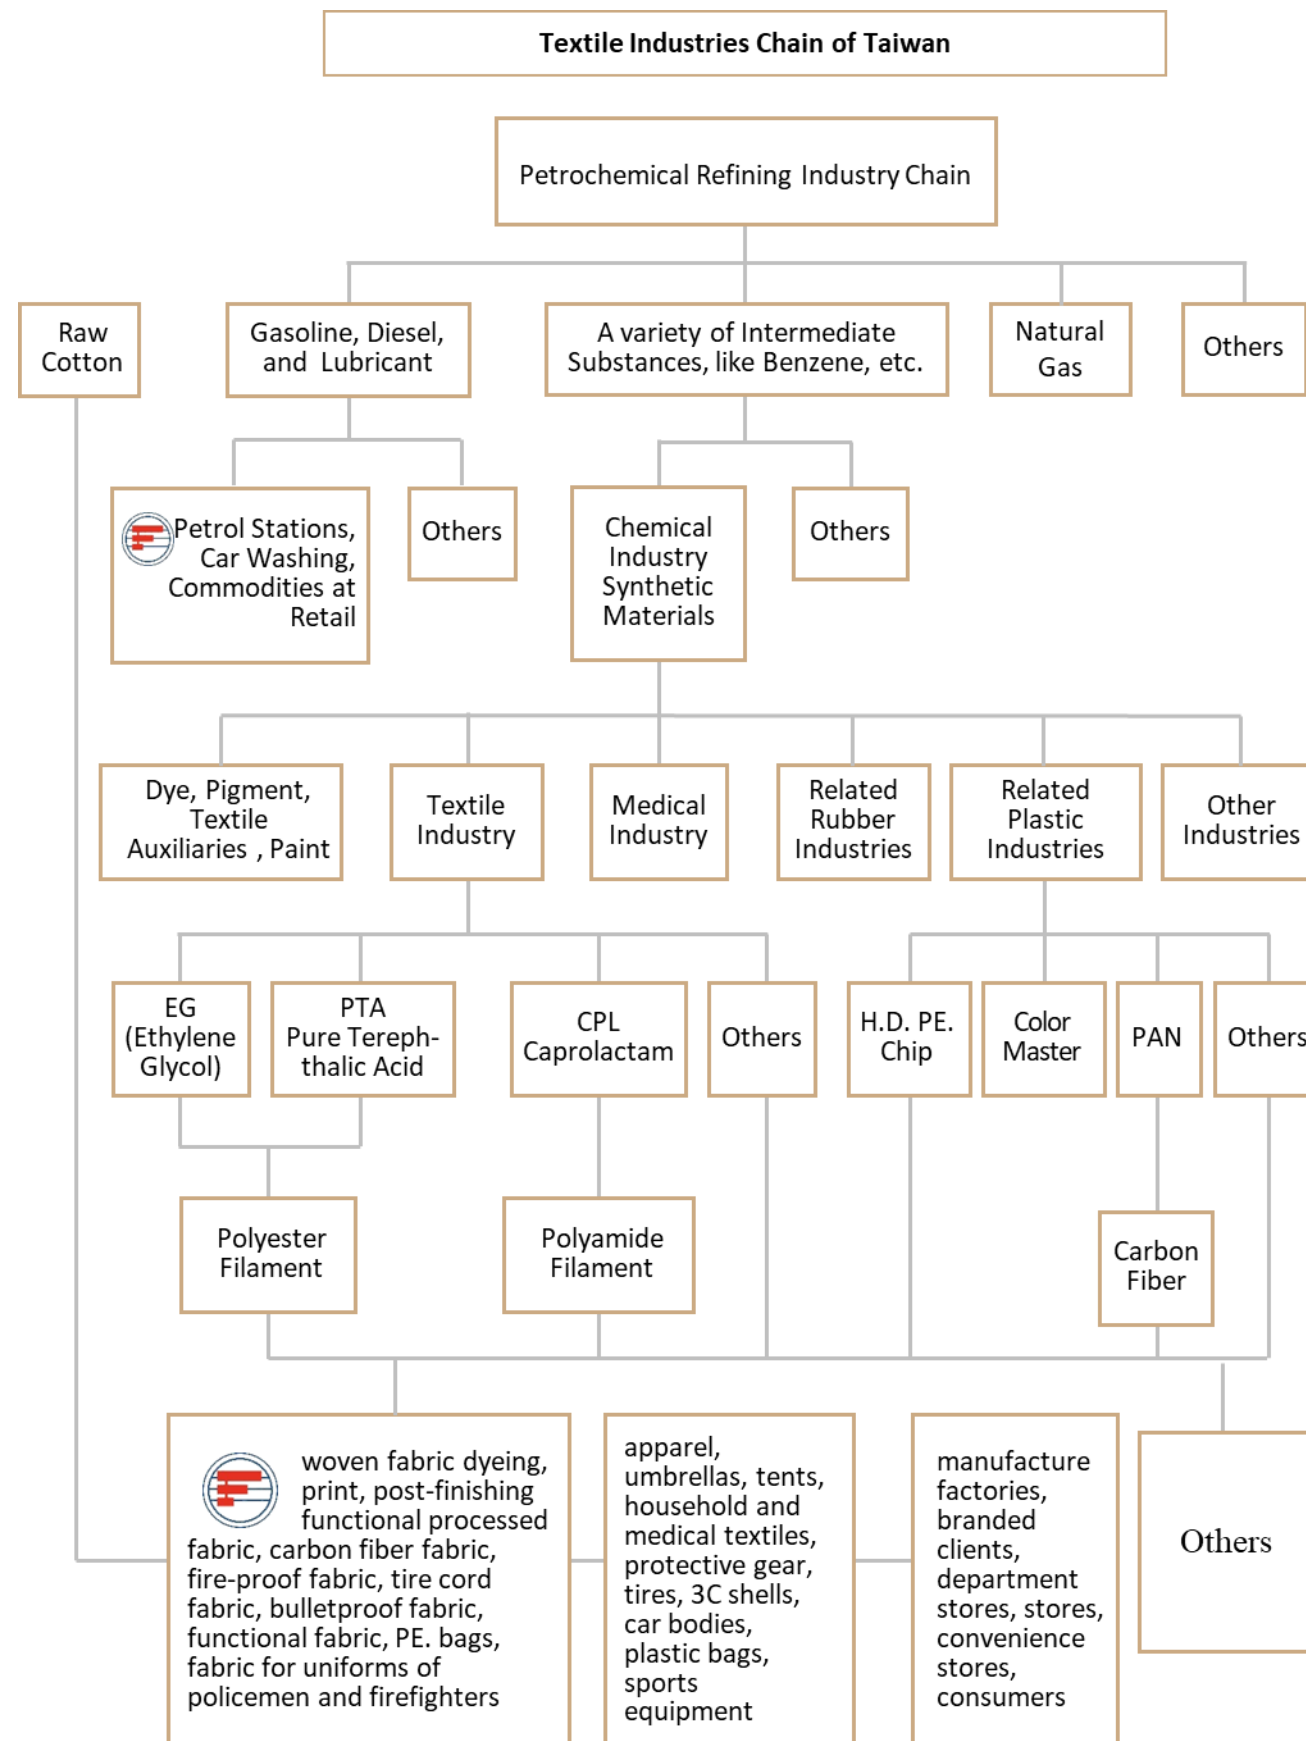 Textile Industries Chain of Taiwan
Petrochemical Refining Industry Chain
Raw
Cotton
Gasoline, Diesel,
and Lubricant
A variety of Intermediate
Substances, like Benzene, etc.
Natural
Gas
Others
Petrol Stations,
Car Washing,
Commodities at
Retail
Others
Chemical
Industry
Synthetic
Materials
Others
Dye, Pigment,
Textile
Auxiliaries , Paint
Textile
Industry
Medical
Industry
Related
Rubber
Industries
Related
Plastic
Industries
Other
Industries
EG
(Ethylene
Glycol)
PTA
Pure Tereph-
thalic Acid
CPL
Caprolactam
Others
H.D. PE.
Chip
Color
Master
PAN
Others
Polyester
Filament
Polyamide
Filament
Carbon
Fiber
woven fabric dyeing,
print, post-finishing
functional processed
fabric, carbon fiber fabric,
fire-proof fabric, tire cord
fabric, bulletproof fabric,
functional fabric, PE. bags,
fabric for uniforms of
policemen and firefighters
apparel,
umbrellas, tents,
household and
medical textiles,
protective gear,
tires, 3C shells,
car bodies,
plastic bags,
sports
equipment
manufacture
factories,
branded
clients,
department
stores, stores,
convenience
stores,
consumers
Others